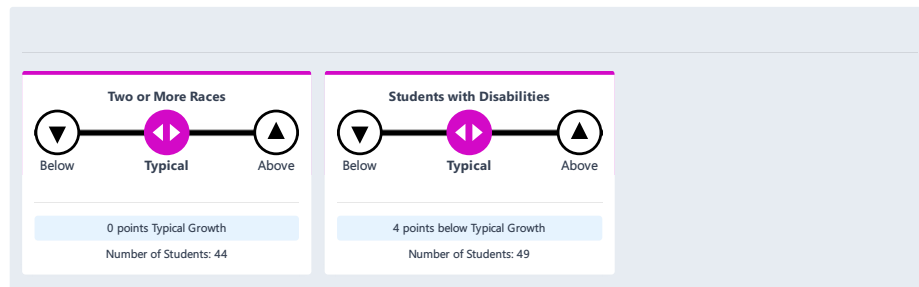 Two or More Races
Below
Typical
Above
0 points Typical Growth
Number of Students: 44
Students with Disabilities
Below
Typical
Above
4 points below Typical Growth
Number of Students: 49